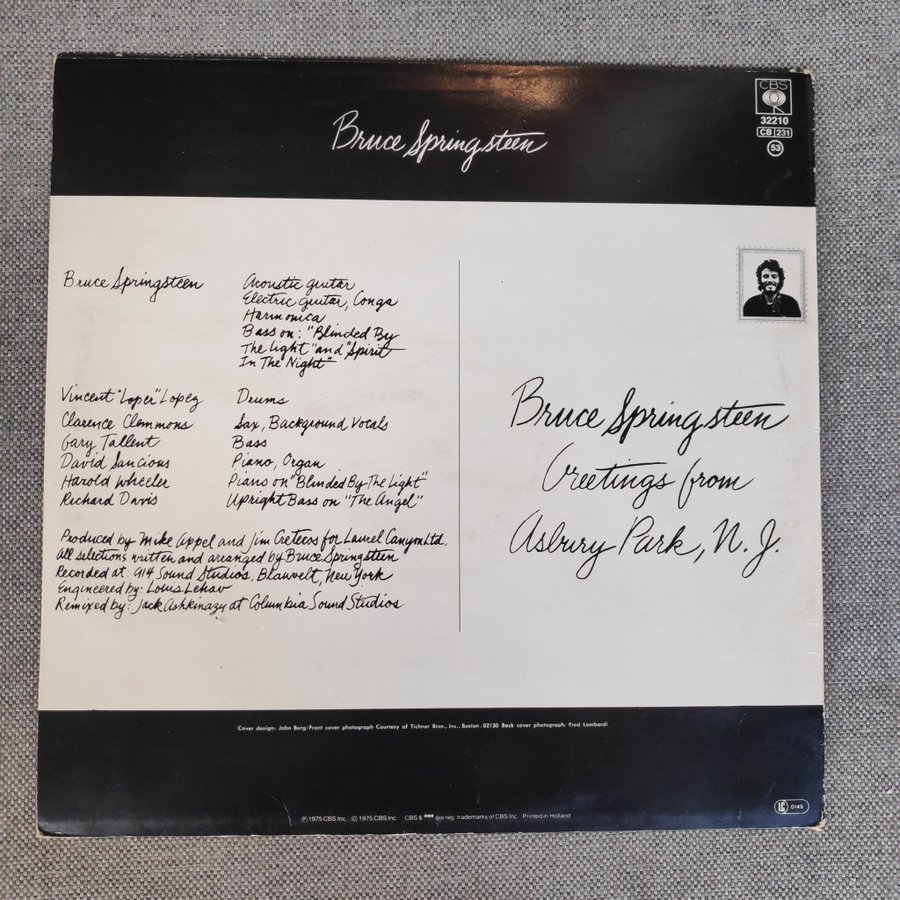 Bruce Springsteen
CBS
32210
CB 231
53
Bruce Springsteen
Acoustic guitar
Electric guitar, Conga
Harmonica
Bass on: "Blinded By
The Light" and "Spirit
In The Night"
Vincent "Loper" Lopez Drums
Clarence Clemmons Sax, Background Vocals
Gary Tallent Bass
David Sancious Piano, Organ
Harold Wheeler Piano on "Blinded By The Light"
Richard Davis Upright Bass on "The Angel"
Produced by Mike Appel and Jim Cretecos for Laurel Canyon Ltd.
All selections written and arranged by Bruce Springsteen
Recorded at: 914 Sound Studios, Blauvelt, New York
Engineered by: Louis Lehav
Remixed by: Jack Ashkinazy at Columbia Sound Studios
Bruce Springsteen
Greetings from
Asbury Park, N. J.
Cover design: John Berg/Front cover photograph Courtesy of Tichnor Bros., Inc., Boston. 02130 Back cover photograph: Fred Lombardi
LC 0149
Ⓟ 1975 CBS Inc. © 1975 CBS Inc. CBS & are reg. trademarks of CBS Inc. Printed in Holland